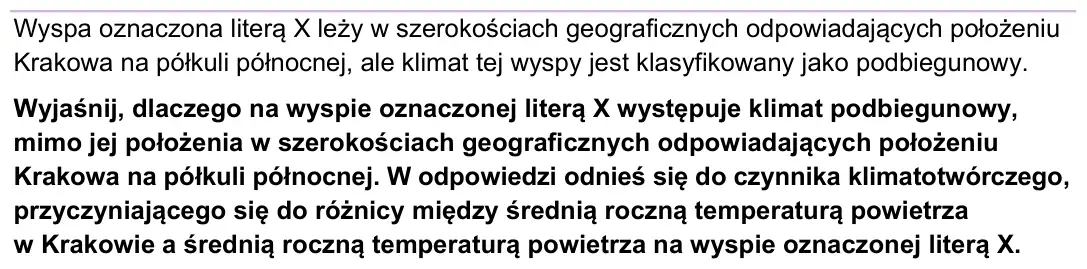 Wyspa oznaczona literą X leży w szerokościach geograficznych odpowiadających położeniu
Krakowa na półkuli północnej, ale klimat tej wyspy jest klasyfikowany jako podbiegunowy.
Wyjaśnij, dlaczego na wyspie oznaczonej literą X występuje klimat podbiegunowy,
mimo jej położenia w szerokościach geograficznych odpowiadających położeniu
Krakowa na półkuli północnej. W odpowiedzi odnieś się do czynnika klimatotwórczego,
przyczyniającego się do różnicy między średnią roczną temperaturą powietrza
w Krakowie a średnią roczną temperaturą powietrza na wyspie oznaczonej literą X.